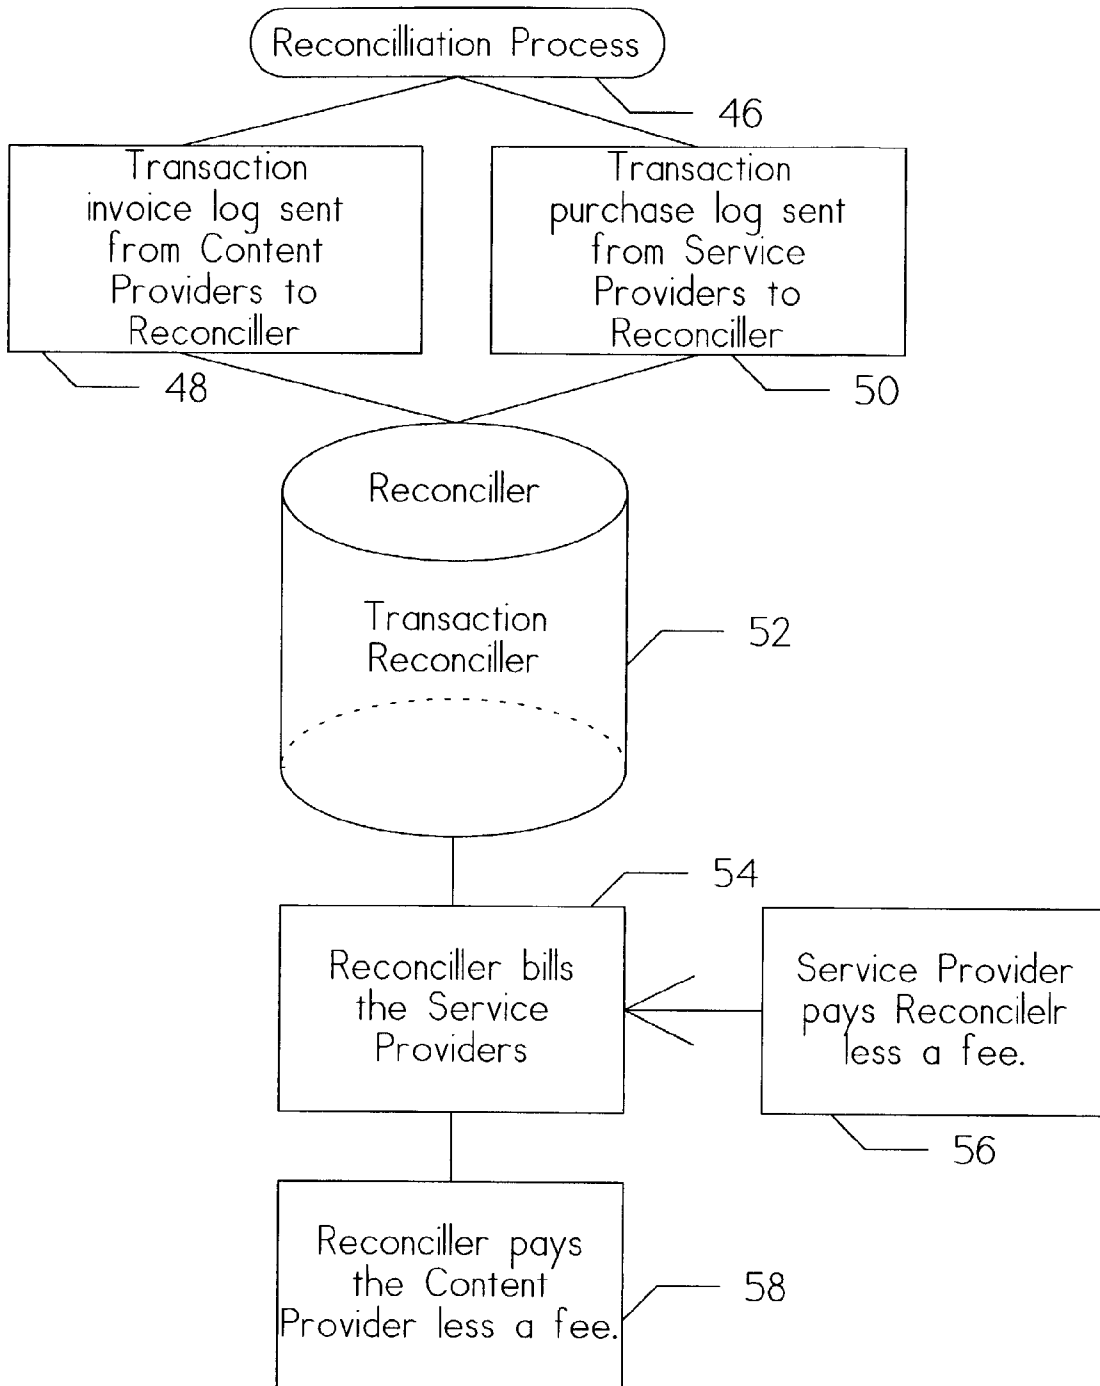 Reconcilliation Process
46
Transaction
invoice log sent
from Content
Providers to
Reconciller
48
Transaction
purchase log sent
from Service
Providers to
Reconciller
50
Reconciller
Transaction
Reconciller
52
54
Reconciller bills
the Service
Providers
Service Provider
pays Reconcilelr
less a fee.
56
Reconciller pays
the Content
Provider less a fee.
58